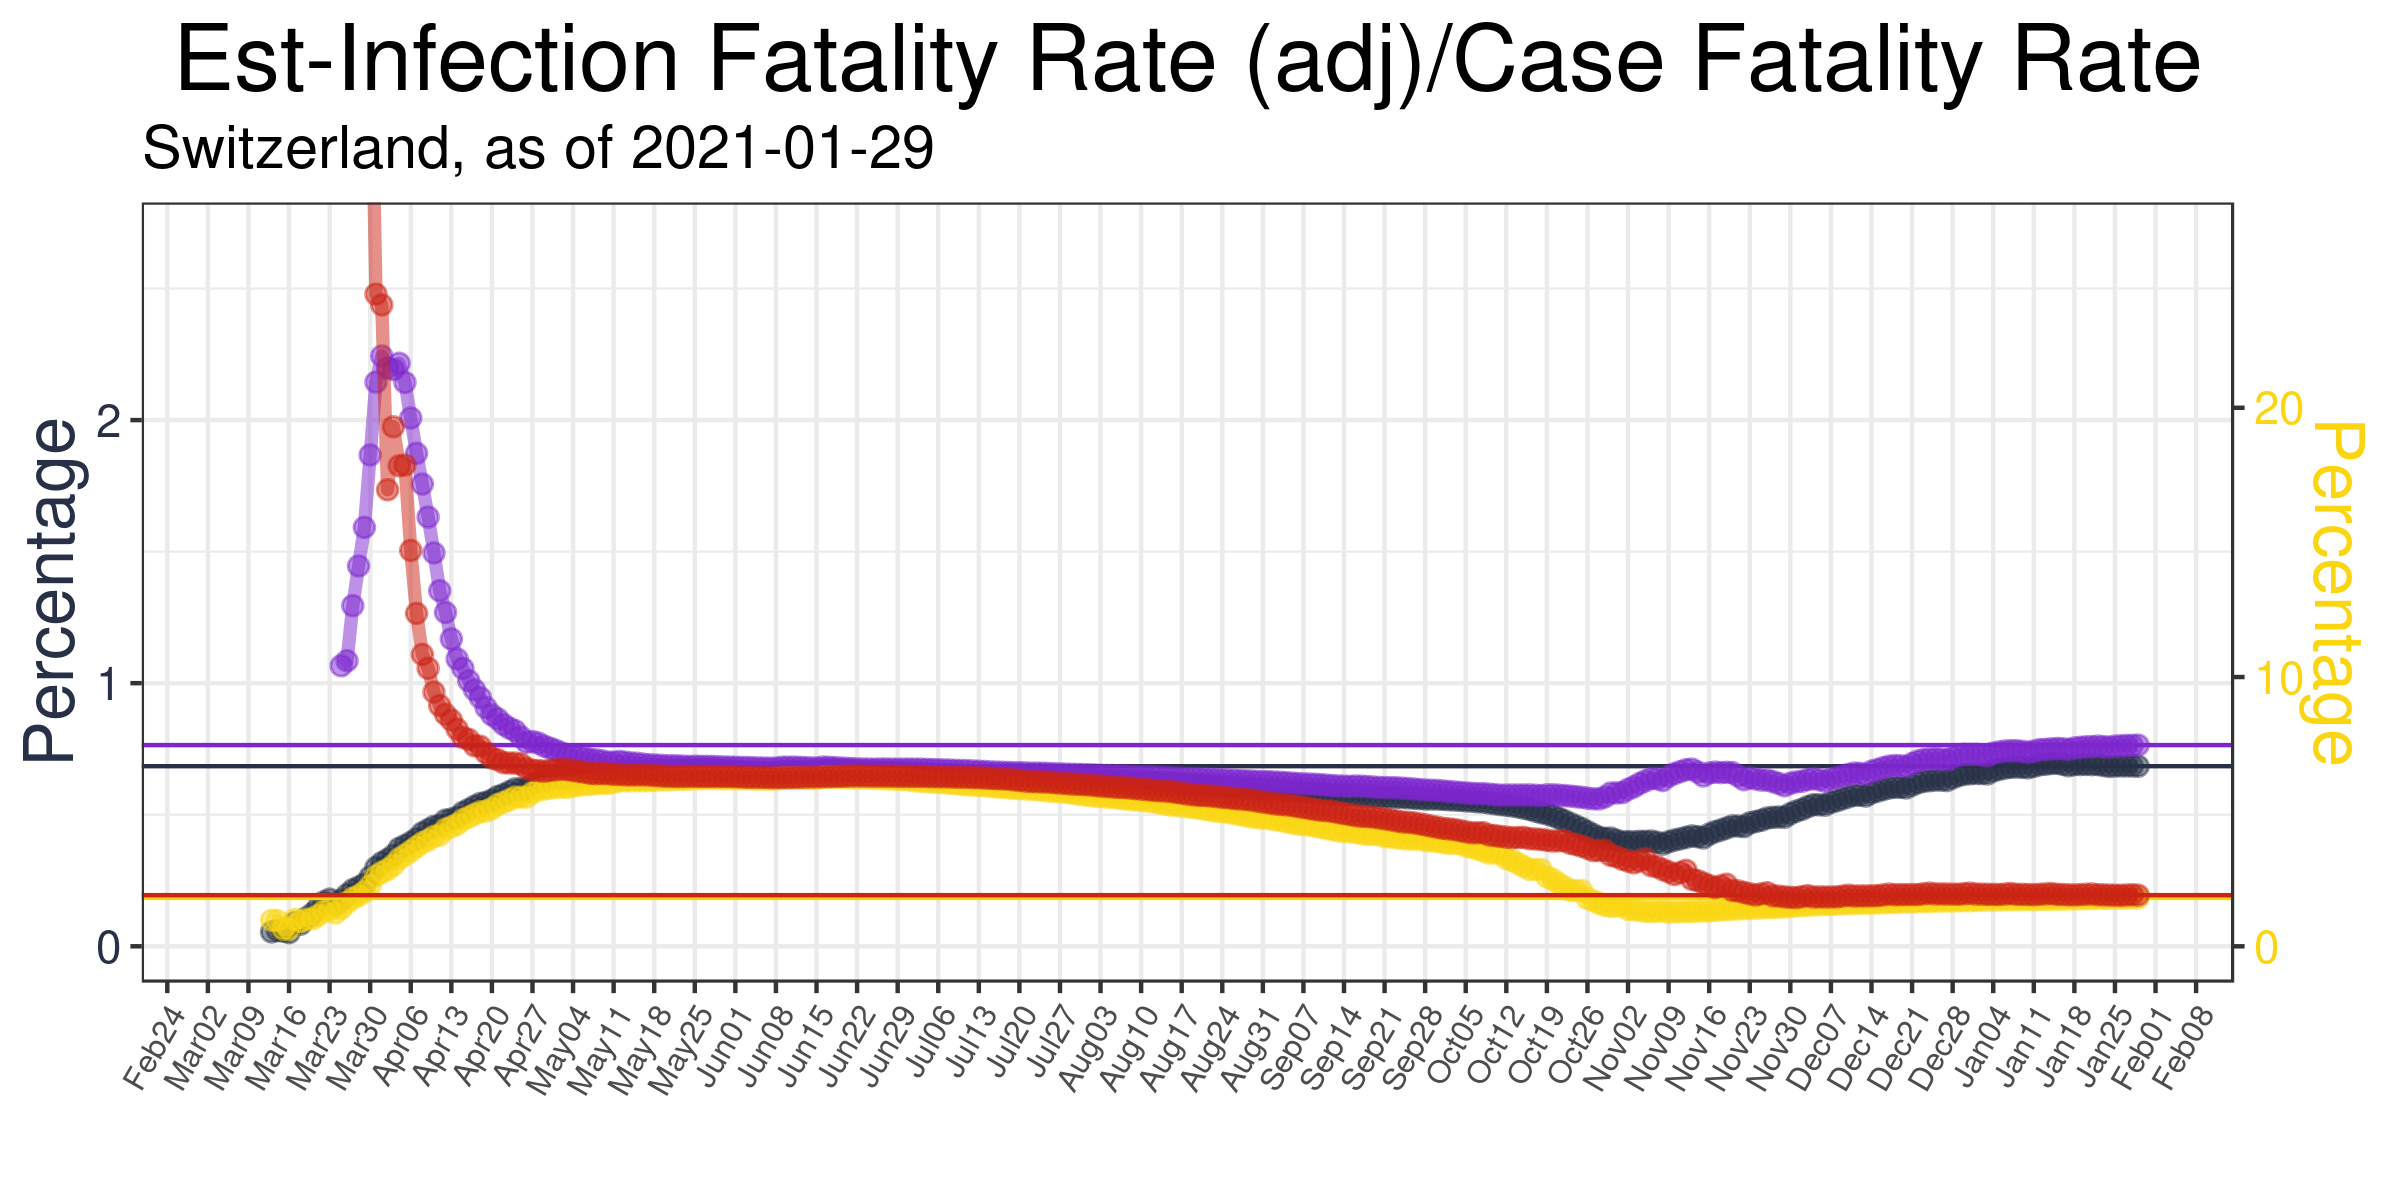 Est-Infection Fatality Rate (adj)/Case Fatality Rate
Switzerland, as of 2021-01-29
Percentage
2
1
0
20
10
0
Percentage
Feb24
Mar02
Mar09
Mar16
Mar23
Mar30
Apr06
Apr13
Apr20
Apr27
May04
May11
May18
May25
Jun01
Jun08
Jun15
Jun22
Jun29
Jul06
Jul13
Jul20
Jul27
Aug03
Aug10
Aug17
Aug24
Aug31
Sep07
Sep14
Sep21
Sep28
Oct05
Oct12
Oct19
Oct26
Nov02
Nov09
Nov16
Nov23
Nov30
Dec07
Dec14
Dec21
Dec28
Jan04
Jan11
Jan18
Jan25
Feb01
Feb08